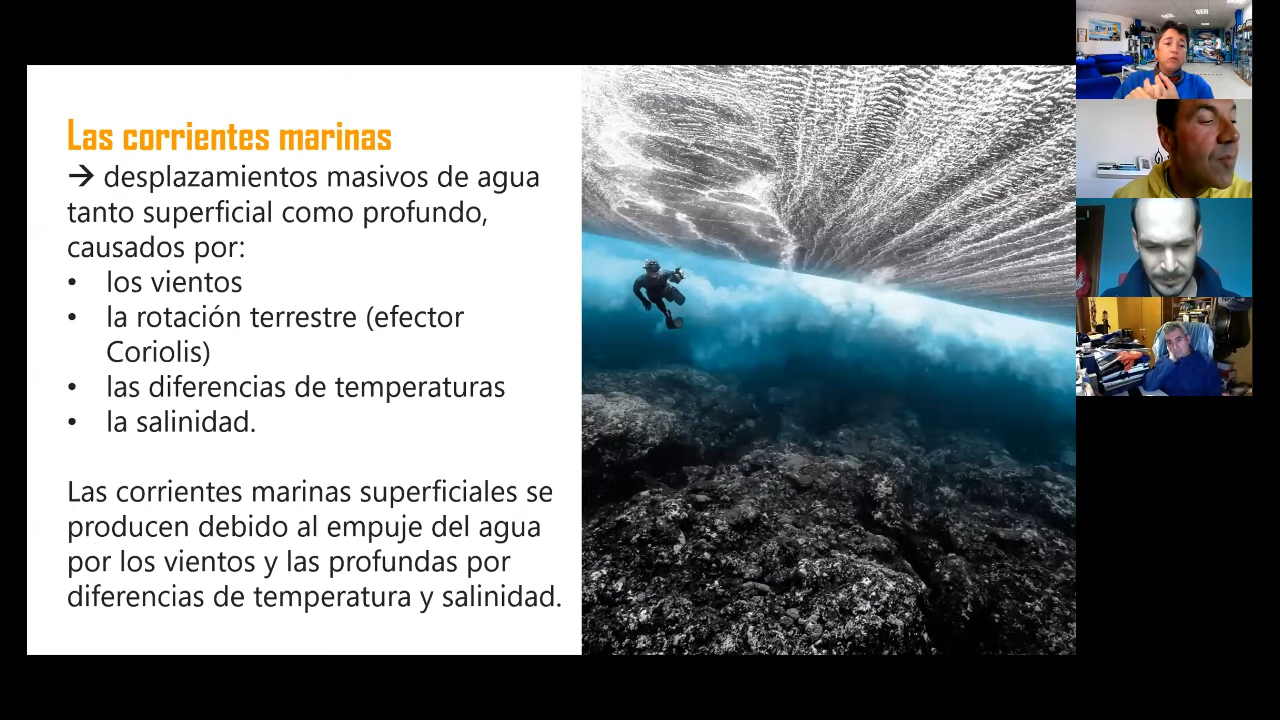 Las corrientes marinas
→ desplazamientos masivos de agua
tanto superficial como profundo,
causados por:
• los vientos
• la rotación terrestre (efector
Coriolis)
• las diferencias de temperaturas
• la salinidad.
Las corrientes marinas superficiales se
producen debido al empuje del agua
por los vientos y las profundas por
diferencias de temperatura y salinidad.